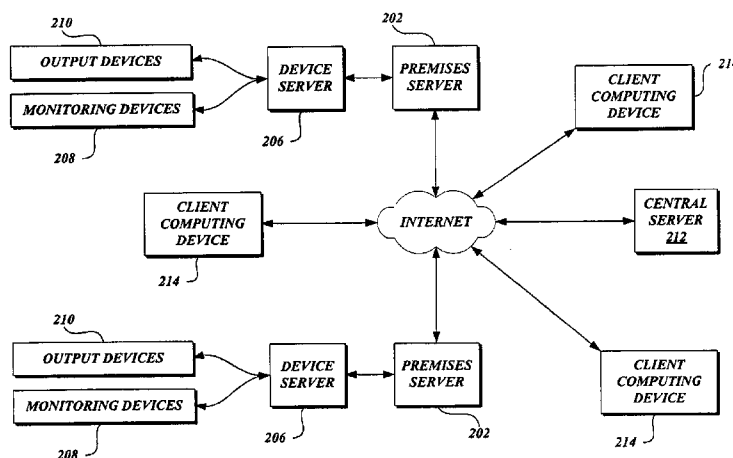 210
OUTPUT DEVICES
MONITORING DEVICES
208
DEVICE
SERVER
206
202
PREMISES
SERVER
214
CLIENT
COMPUTING
DEVICE
CLIENT
COMPUTING
DEVICE
214
INTERNET
CENTRAL
SERVER
212
210
OUTPUT DEVICES
MONITORING DEVICES
208
DEVICE
SERVER
206
PREMISES
SERVER
202
CLIENT
COMPUTING
DEVICE
214